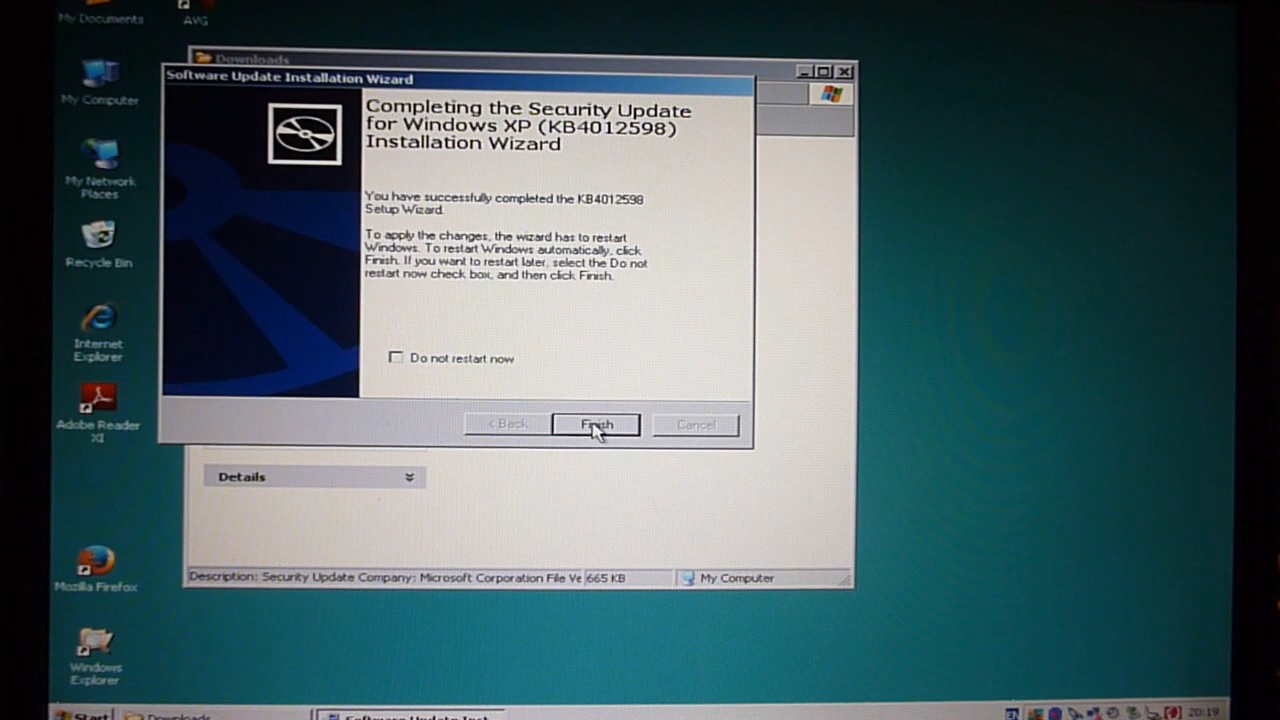 My Documents
AVG
My Computer
My Network
Places
Recycle Bin
Internet
Explorer
Adobe Reader
XI
Mozilla Firefox
Windows
Explorer
Downloads
Software Update Installation Wizard
Completing the Security Update
for Windows XP (KB4012598)
Installation Wizard
You have successfully completed the KB4012598
Setup Wizard.
To apply the changes, the wizard has to restart
Windows. To restart Windows automatically, click
Finish. If you want to restart later, select the Do not
restart now check box, and then click Finish.
Do not restart now
< Back
Finish
Cancel
Details
Description: Security Update Company: Microsoft Corporation File Ve
665 KB
My Computer
Start
Downloads
Software Update Inst...
20:19